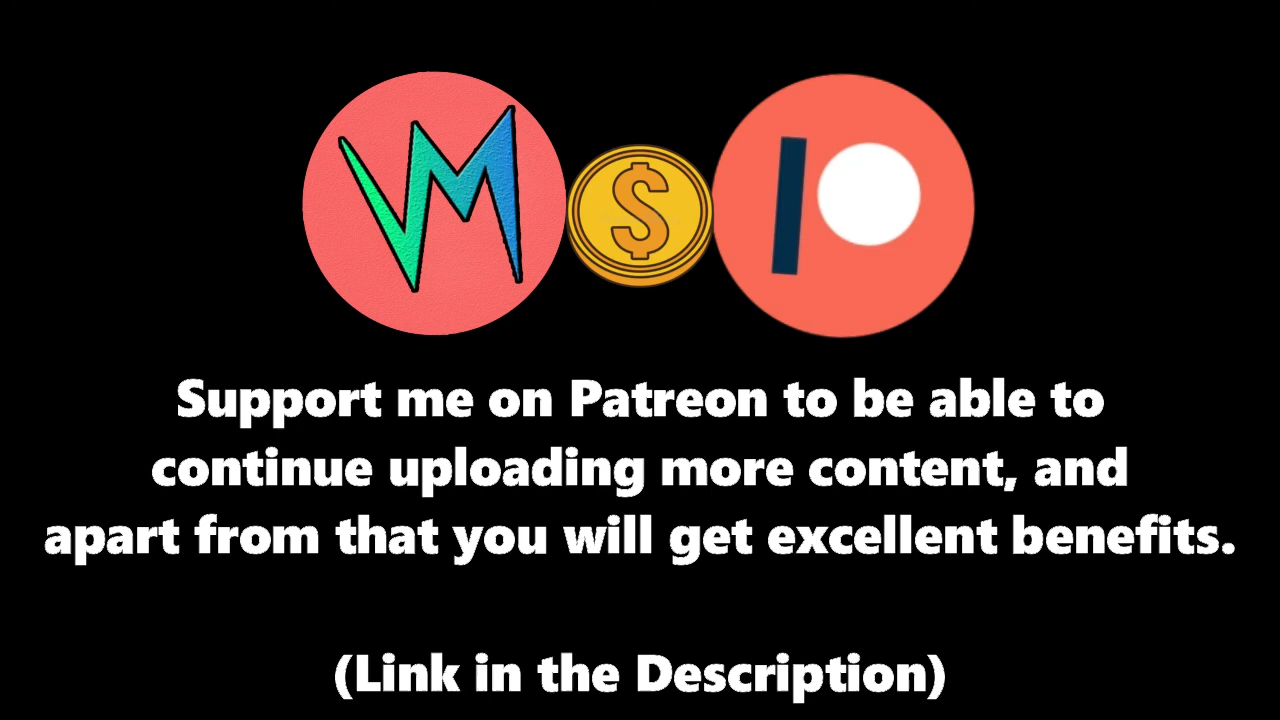 VM
$
Support me on Patreon to be able to
continue uploading more content, and
apart from that you will get excellent benefits.
(Link in the Description)